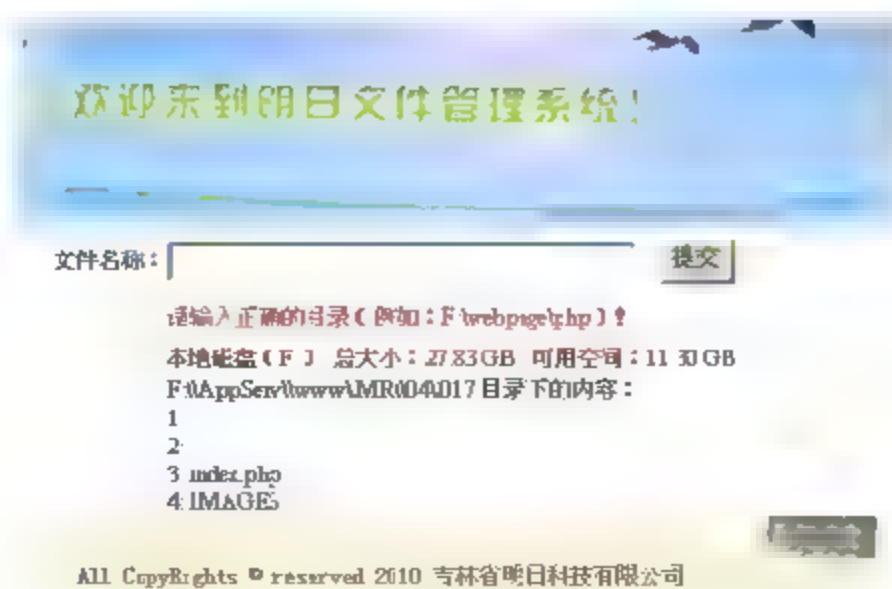 欢迎来到明日文件管理系统!
文件名称： 提交
请输入正确的目录(例如：F:\webpage\php)!
本地磁盘(F:) 总大小：27.83GB 可用空间：11.30GB
F:\\AppServ\\www\\MR\\04\\017目录下的内容：
1
2
3 index.php
4 IMAGES
All CopyRights © reserved 2010 吉林省明日科技有限公司